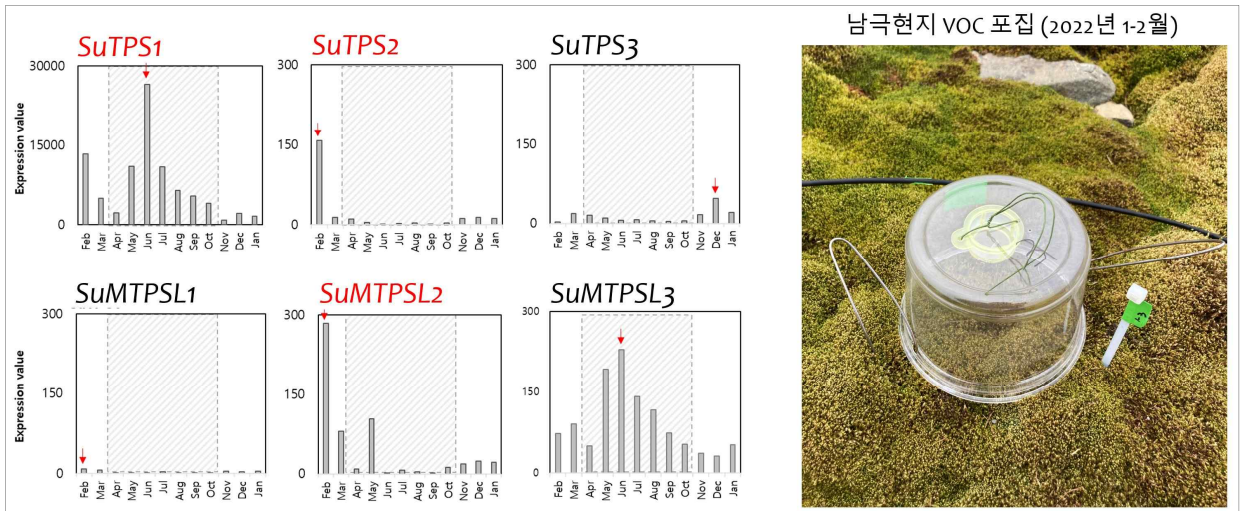 남극현지 VOC 포집 (2022년 1-2월)
SuTPS1
Expression value
30000
15000
0
Feb Mar Apr May Jun Jul Aug Sep Oct Nov Dec Jan
SuTPS2
300
150
0
Feb Mar Apr May Jun Jul Aug Sep Oct Nov Dec Jan
SuTPS3
300
150
0
Feb Mar Apr May Jun Jul Aug Sep Oct Nov Dec Jan
SuMTPSL1
Expression value
300
150
0
Feb Mar Apr May Jun Jul Aug Sep Oct Nov Dec Jan
SuMTPSL2
300
150
0
Feb Mar Apr May Jun Jul Aug Sep Oct Nov Dec Jan
SuMTPSL3
300
150
0
Feb Mar Apr May Jun Jul Aug Sep Oct Nov Dec Jan